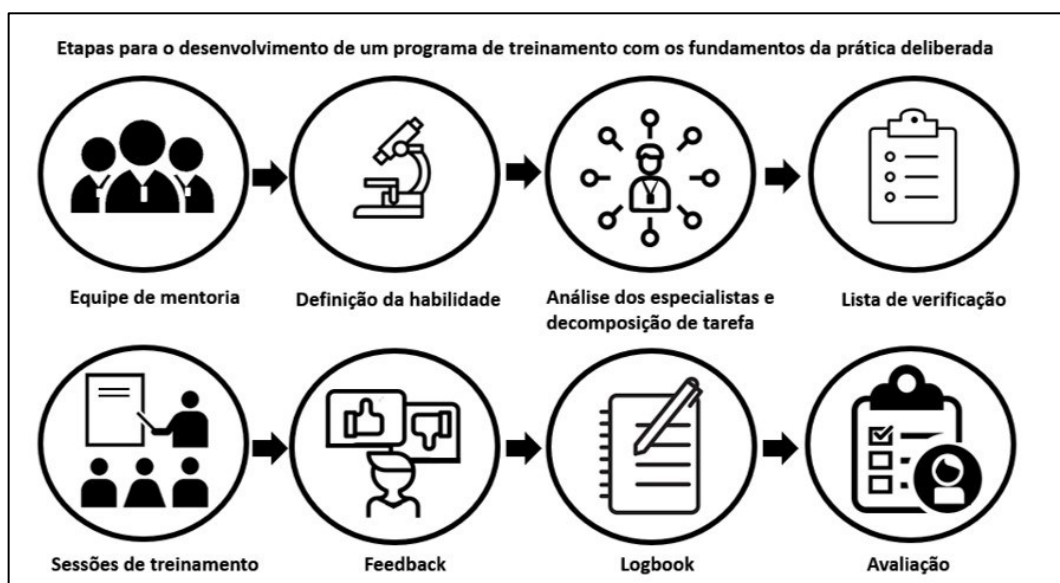 Etapas para o desenvolvimento de um programa de treinamento com os fundamentos da prática deliberada
Equipe de mentoria
Definição da habilidade
Análise dos especialistas e
decomposição de tarefa
Lista de verificação
Sessões de treinamento
Feedback
Logbook
Avaliação